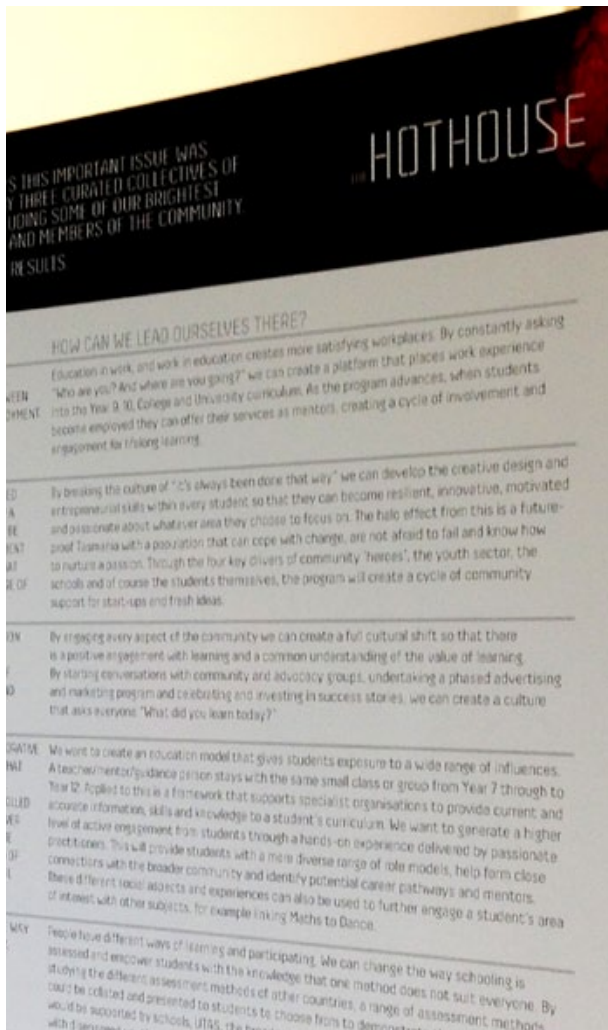 S THIS IMPORTANT ISSUE WAS
Y THREE CURATED COLLECTIVES OF
UDING SOME OF OUR BRIGHTEST
AND MEMBERS OF THE COMMUNITY.
RESULTS
THE HOTHOUSE
HOW CAN WE LEAD OURSELVES THERE?
Education in work, and work in education creates more satisfying workplaces. By constantly asking
"Who are you? And where are you going?" we can create a platform that places work experience
into the Year 9, 10, College and University curriculum. As the program advances, when students
become employed they can offer their services as mentors, creating a cycle of involvement and
engagement for lifelong learning.
By breaking the culture of "it's always been done that way" we can develop the creative design and
entrepreneurial skills within every student so that they can become resilient, innovative, motivated
and passionate about whatever area they choose to focus on. The halo effect from this is a future-
proof Tasmania with a population that can cope with change, are not afraid to fail and know how
to nurture a passion. Through the four key drivers of community 'heroes', the youth sector, the
schools and of course the students themselves, the program will create a cycle of community
support for start-ups and fresh ideas.
By engaging every aspect of the community we can create a full cultural shift so that there
is a positive engagement with learning and a common understanding of the value of learning.
By starting conversations with community and advocacy groups, undertaking a phased advertising
and marketing program and celebrating and investing in success stories, we can create a culture
that asks everyone "What did you learn today?"
We want to create an education model that gives students exposure to a wide range of influences.
A teacher/mentor/guidance person stays with the same small class or group from Year 7 through to
Year 12. Applied to this is a framework that supports specialist organisations to provide current and
accurate information, skills and knowledge to a student's curriculum. We want to generate a higher
level of active engagement from students through a hands-on experience delivered by passionate
practitioners. This will provide students with a more diverse range of role models, help form close
connections with the broader community and identify potential career pathways and mentors.
These different social aspects and experiences can also be used to further engage a student's area
of interest with other subjects, for example linking Maths to Dance.
WAY
People have different ways of learning and participating. We can change the way schooling is
assessed and empower students with the knowledge that one method does not suit everyone. By
studying the different assessment methods of other countries, a range of assessment methods
could be collated and presented to students to choose from to
would be supported by schools, UTAS, the